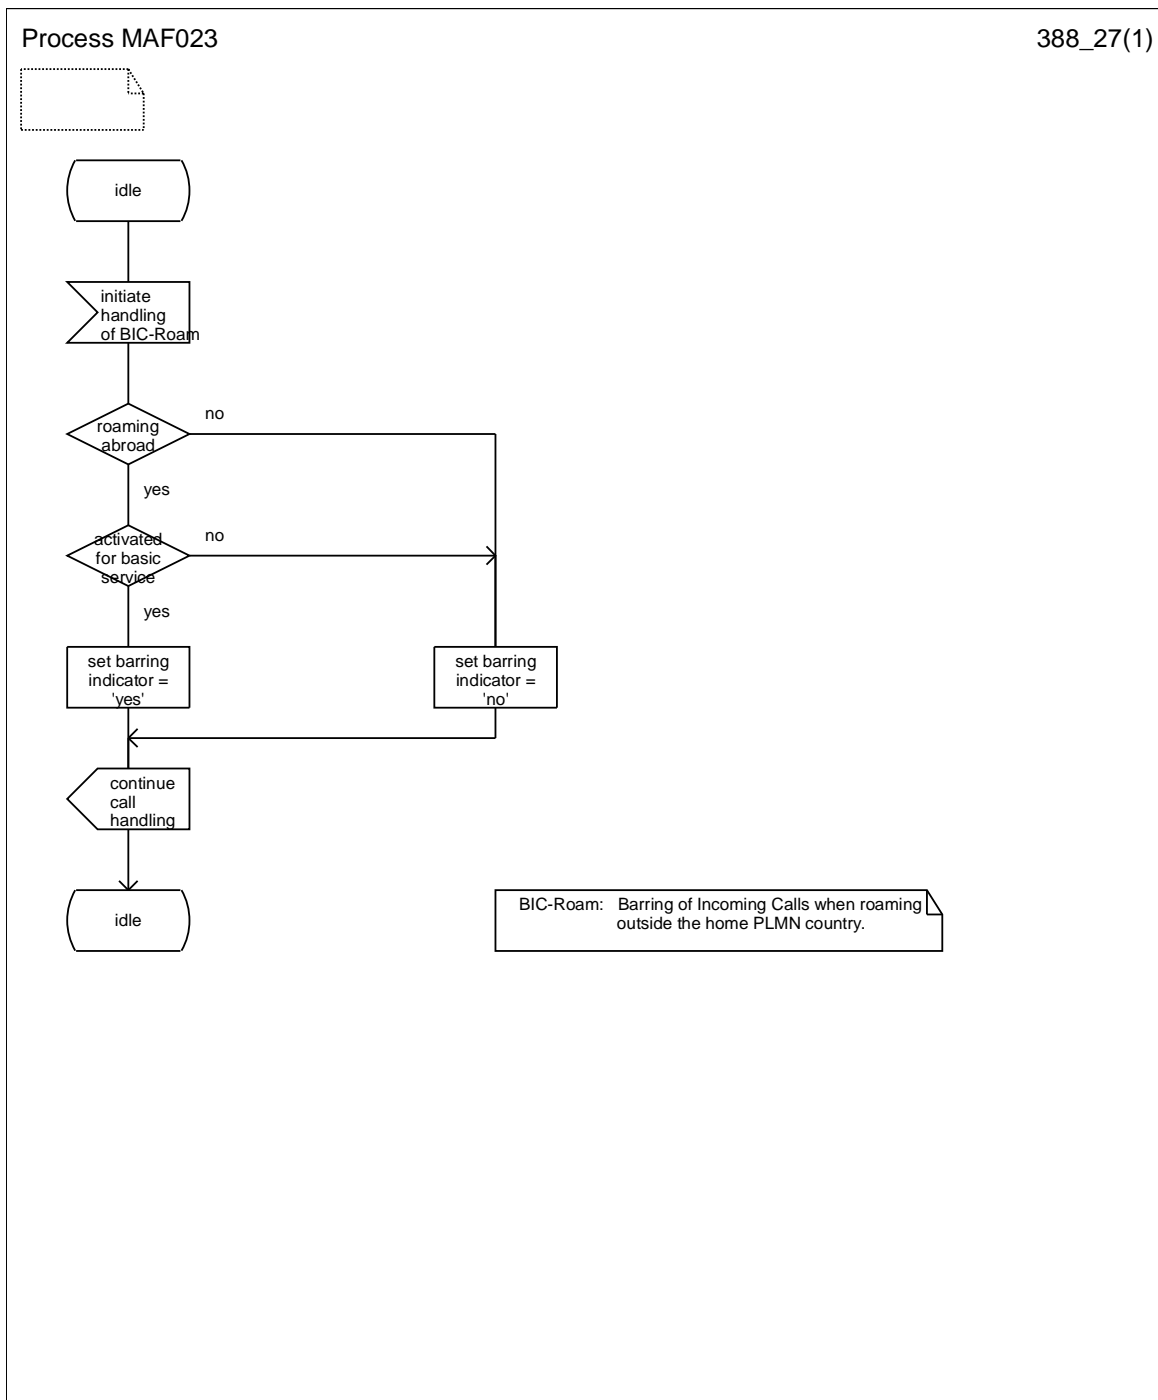 Process MAF023
388_27(1)
idle
initiate
handling
of BIC-Roam
roaming
abroad
no
yes
activated
for basic
service
no
yes
set barring
indicator =
'yes'
set barring
indicator =
'no'
continue
call
handling
idle
BIC-Roam: Barring of Incoming Calls when roaming
outside the home PLMN country.